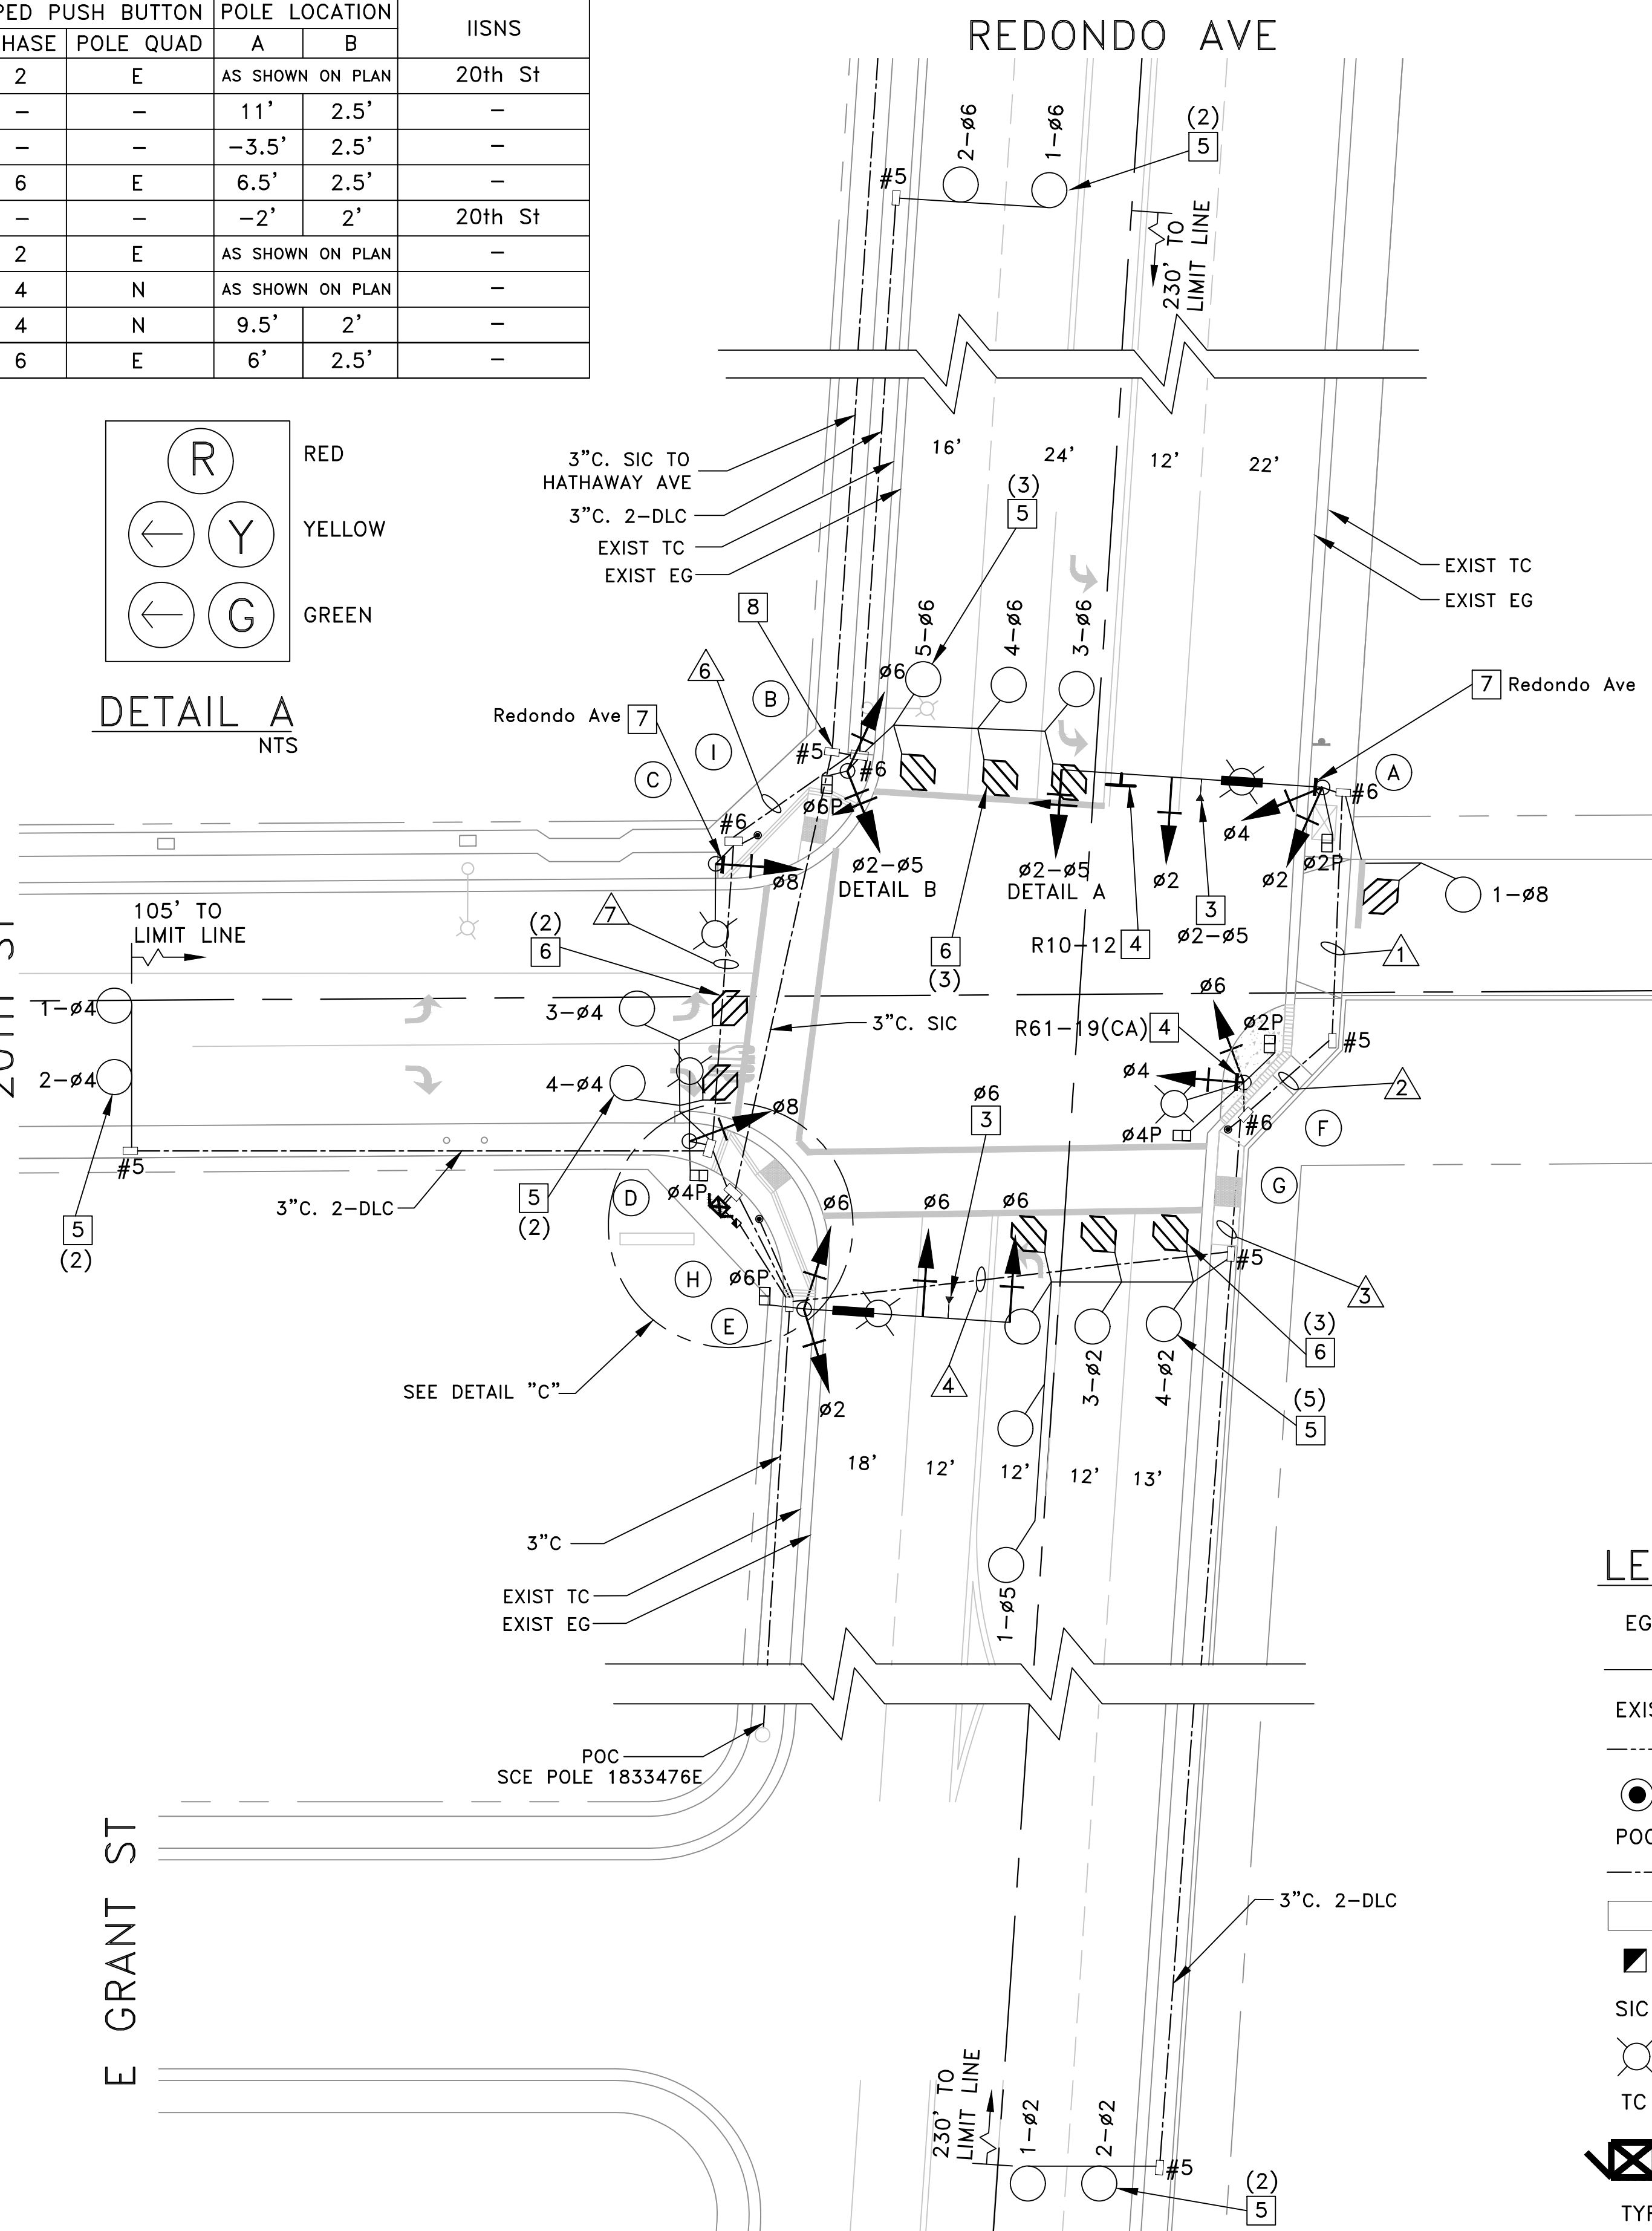 PED PUSH BUTTON POLE LOCATION IISNS
HASE POLE QUAD A B
2 E AS SHOWN ON PLAN 20th St
– – 11' 2.5' –
– – –3.5' 2.5' –
6 E 6.5' 2.5' –
– – –2' 2' 20th St
2 E AS SHOWN ON PLAN –
4 N AS SHOWN ON PLAN –
4 N 9.5' 2' –
6 E 6' 2.5' –
REDONDO AVE
2-ø6
1-ø6
(2)
5
#5
230' TO
LIMIT LINE
R
RED
Y
YELLOW
G
GREEN
DETAIL A
NTS
3"C. SIC TO
HATHAWAY AVE
3"C. 2-DLC
EXIST TC
EXIST EG
16'
24'
12'
22'
(3)
5
EXIST TC
EXIST EG
8
5-ø6
4-ø6
3-ø6
6
B
ø6
7 Redondo Ave
Redondo Ave 7
I
C
#5
#6
A
#6
ø6P
#6
ø4
ø2P
ø8
ø2-ø5
DETAIL B
ø2-ø5
DETAIL A
ø2
ø2
1-ø8
3
ø2-ø5
105' TO
LIMIT LINE
(2)
6
7
6
(3)
R10-12 4
1
20TH ST
1-ø4
3-ø4
ø6
3"C. SIC
R61-19(CA) 4
ø2P
#5
2-ø4
4-ø4
ø4
2
ø8
ø6
3
ø4P
#6
F
#5
5
(2)
3"C. 2-DLC
5
(2)
D
ø4P
ø6
ø6
ø6
G
#5
H
ø6P
E
3
(3)
6
4
SEE DETAIL "C"
ø2
3-ø2
4-ø2
(5)
5
18'
12'
12'
12'
13'
3"C
EXIST TC
EXIST EG
1-ø5
POC
SCE POLE 1833476E
E GRANT ST
3"C. 2-DLC
230' TO
LIMIT LINE
1-ø2
2-ø2
#5
(2)
5
LE
EG
EXIS
POC
SIC
TC
TYP